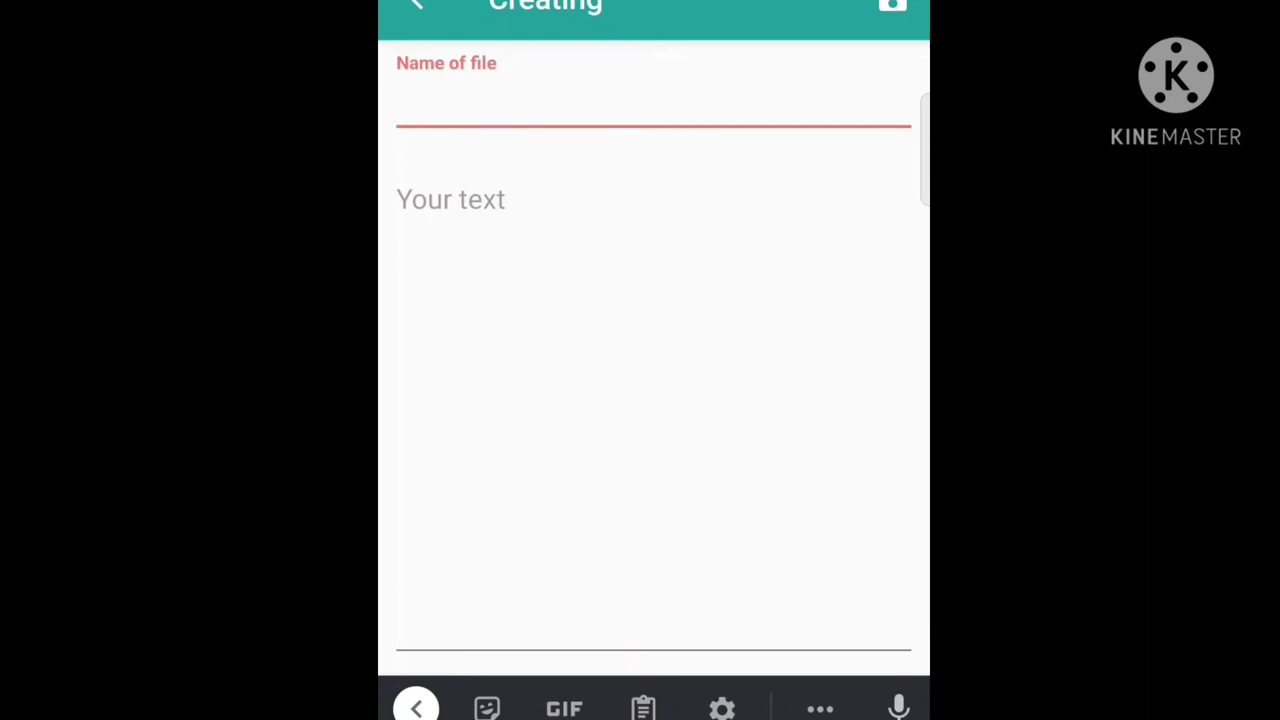 Creating
Name of file
Your text
GIF
K
KINEMASTER